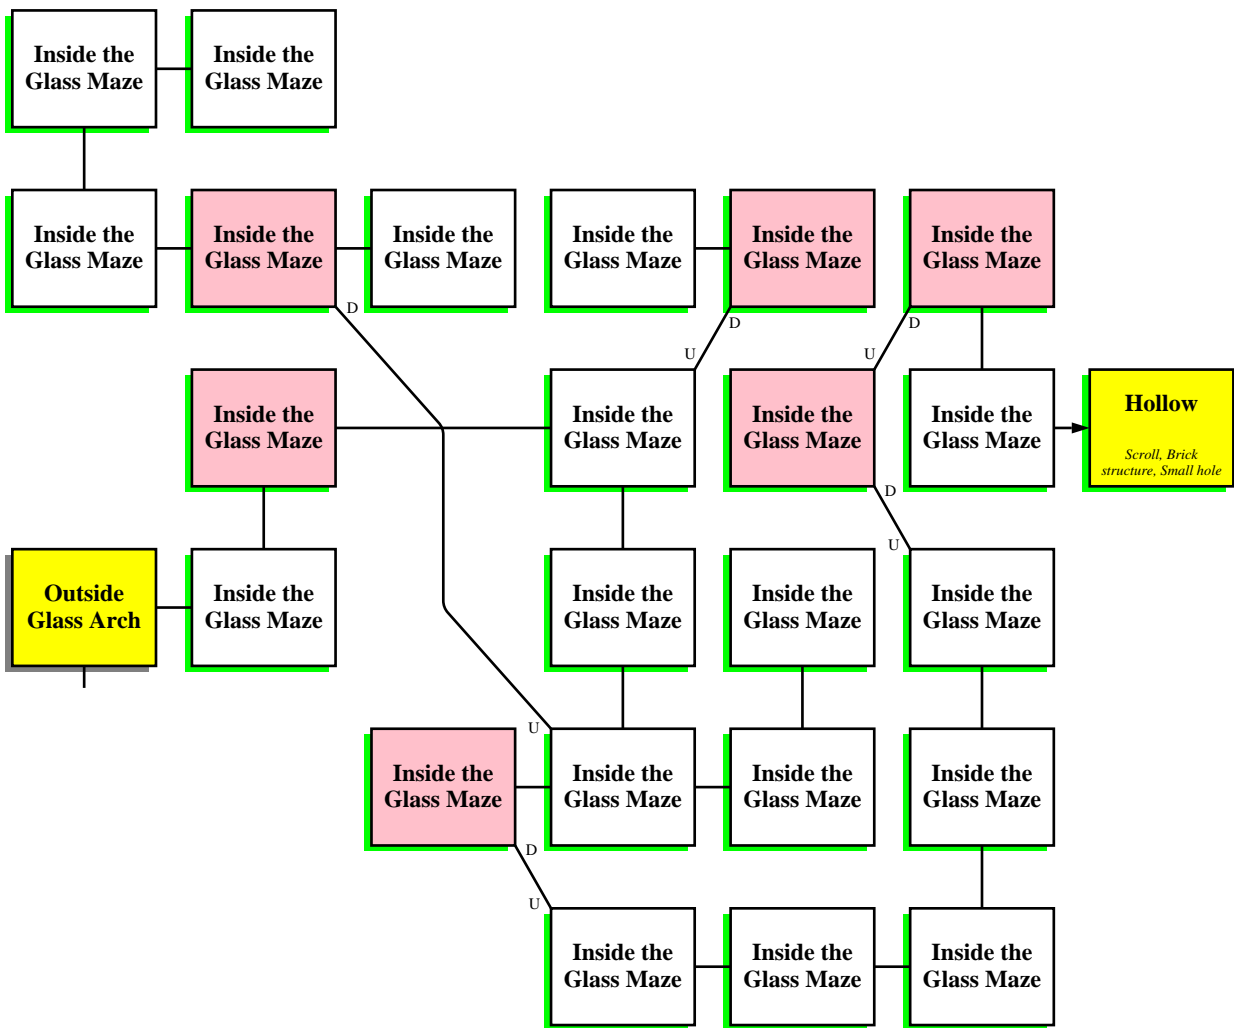 Inside the
Glass Maze
Inside the
Glass Maze
Inside the
Glass Maze
Inside the
Glass Maze
Inside the
Glass Maze
Inside the
Glass Maze
Inside the
Glass Maze
Inside the
Glass Maze
D
D
D
U
U
Inside the
Glass Maze
Inside the
Glass Maze
Inside the
Glass Maze
Inside the
Glass Maze
Hollow
Scroll, Brick
structure, Small hole
D
U
Outside
Glass Arch
Inside the
Glass Maze
Inside the
Glass Maze
Inside the
Glass Maze
Inside the
Glass Maze
U
Inside the
Glass Maze
Inside the
Glass Maze
Inside the
Glass Maze
Inside the
Glass Maze
D
U
Inside the
Glass Maze
Inside the
Glass Maze
Inside the
Glass Maze